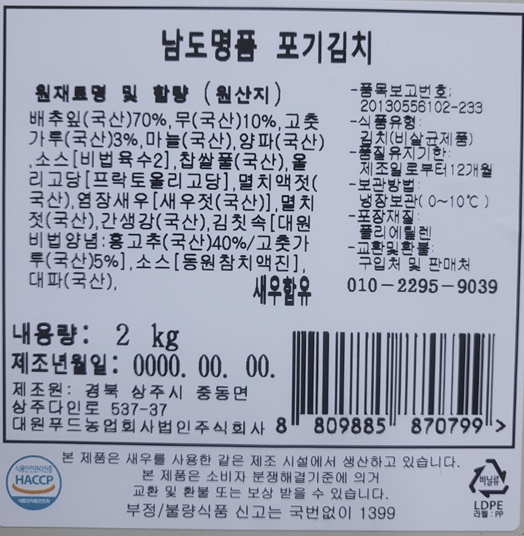 남도명품 포기김치
원재료명 및 함량 (원산지)
배추잎(국산)70%,무(국산)10%,고춧
가루(국산)3%,마늘(국산),양파(국산)
,소스[비법육수2],찹쌀풀(국산),올
리고당[프락토올리고당],멸치액젓(
국산),염장새우[새우젓(국산)],멸치
젓(국산),간생강(국산),김칫속[대원
비법양념:홍고추(국산)40%/고춧가
루(국산)5%],소스[동원참치액진],
대파(국산),
새우함유
-품목보고번호:
20130556102-233
-식품유형:
김치(비살균제품)
-품질유지기한:
제조일로부터12개월
-보관방법:
냉장보관(0~10℃)
-포장재질:
폴리에틸렌
-교환및환불:
구입처 및 판매처
010-2295-9039
내용량: 2 kg
제조년월일: 0000. 00. 00.
제조원: 경북 상주시 중동면
상주다인로 537-37
대원푸드농업회사법인주식회사
8 809885 870799 >
본 제품은 새우를 사용한 같은 제조 시설에서 생산하고 있습니다.
본 제품은 소비자 분쟁해결기준에 의거
교환 및 환불 또는 보상 받을 수 있습니다.
부정/불량식품 신고는 국번없이 1399
HACCP
비닐류
LDPE
라벨 : PP